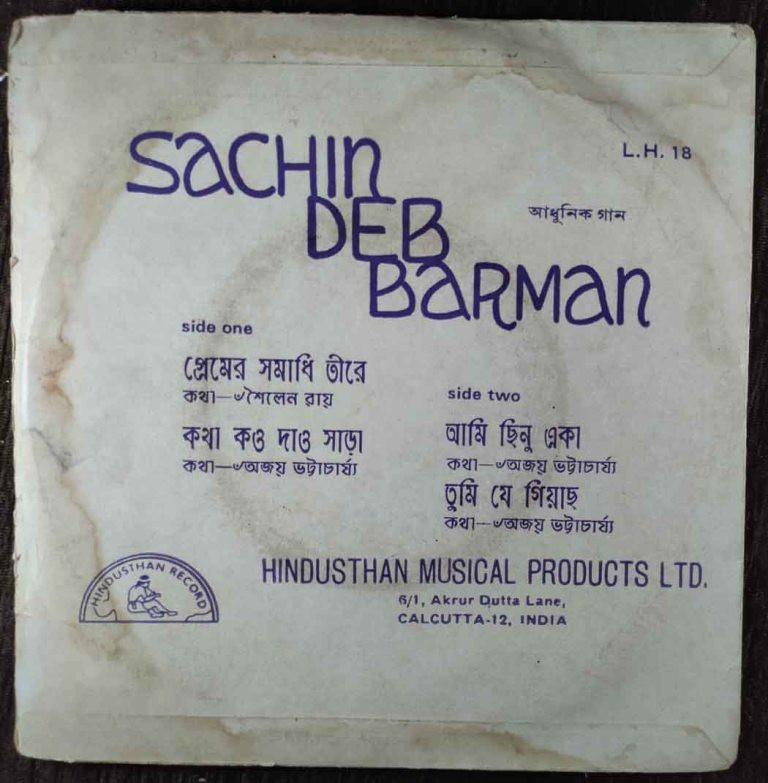 SACHIN
DEB
BARMAN
L.H. 18
আধুনিক গান
side one
প্রেমের সমাধি তীরে
কথা—৺শৈলেন রায়
কথা কও দাও সাড়া
কথা—৺অজয় ভট্টাচার্য্য
side two
আমি ছিনু একা
কথা—৺অজয় ভট্টাচার্য্য
তুমি যে গিয়াছ
কথা—৺অজয় ভট্টাচার্য্য
HINDUSTHAN RECORD
HINDUSTHAN MUSICAL PRODUCTS LTD.
6/1, Akrur Dutta Lane,
CALCUTTA-12, INDIA